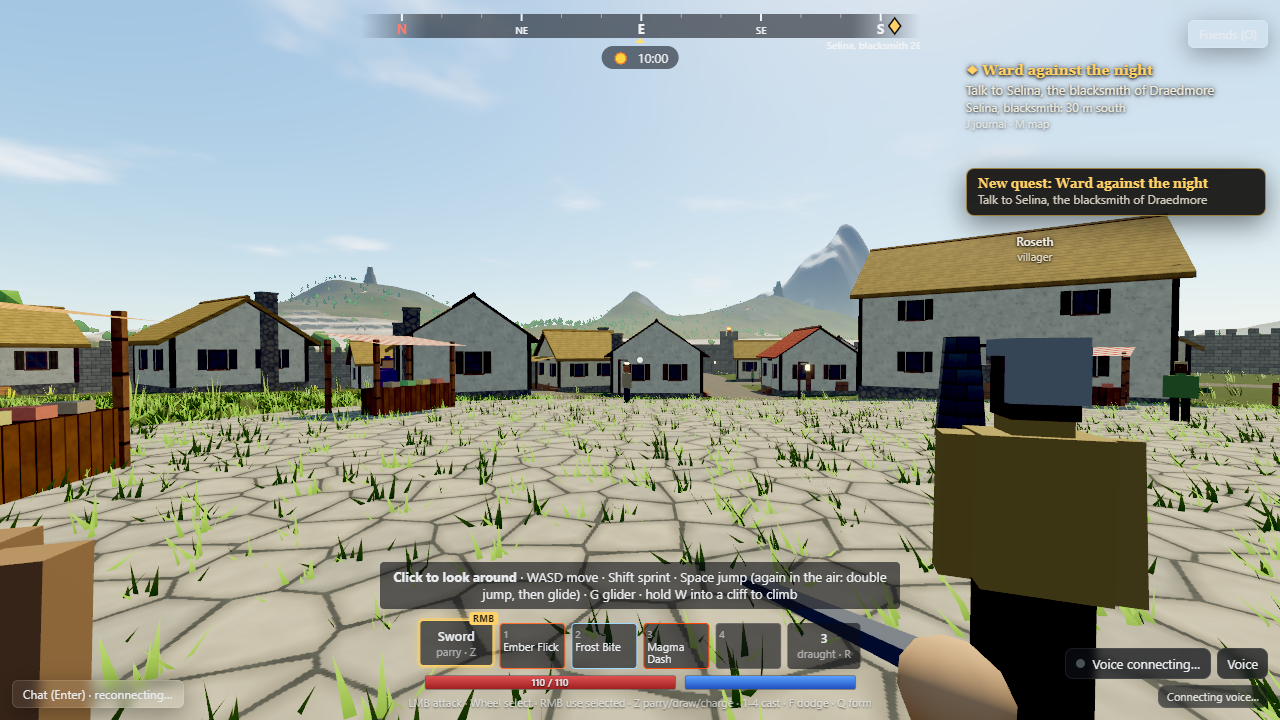 N NE E SE S
Selina, blacksmith 26
10:00
Friends (O)
Ward against the night
Talk to Selina, the blacksmith of Draedmore
Selina, blacksmith: 30 m south
J journal · M map
New quest: Ward against the night
Talk to Selina, the blacksmith of Draedmore
Roseth
villager
Click to look around · WASD move · Shift sprint · Space jump (again in the air: double
jump, then glide) · G glider · hold W into a cliff to climb
RMB
Sword
parry · Z
1
Ember Flick
2
Frost Bite
3
Magma
Dash
4
3
draught · R
110 / 110
LMB attack · Wheel select · RMB use selected · Z parry/draw/charge · 1-4 cast · F dodge · Q form
Chat (Enter) · reconnecting...
Voice connecting...
Voice
Connecting voice...